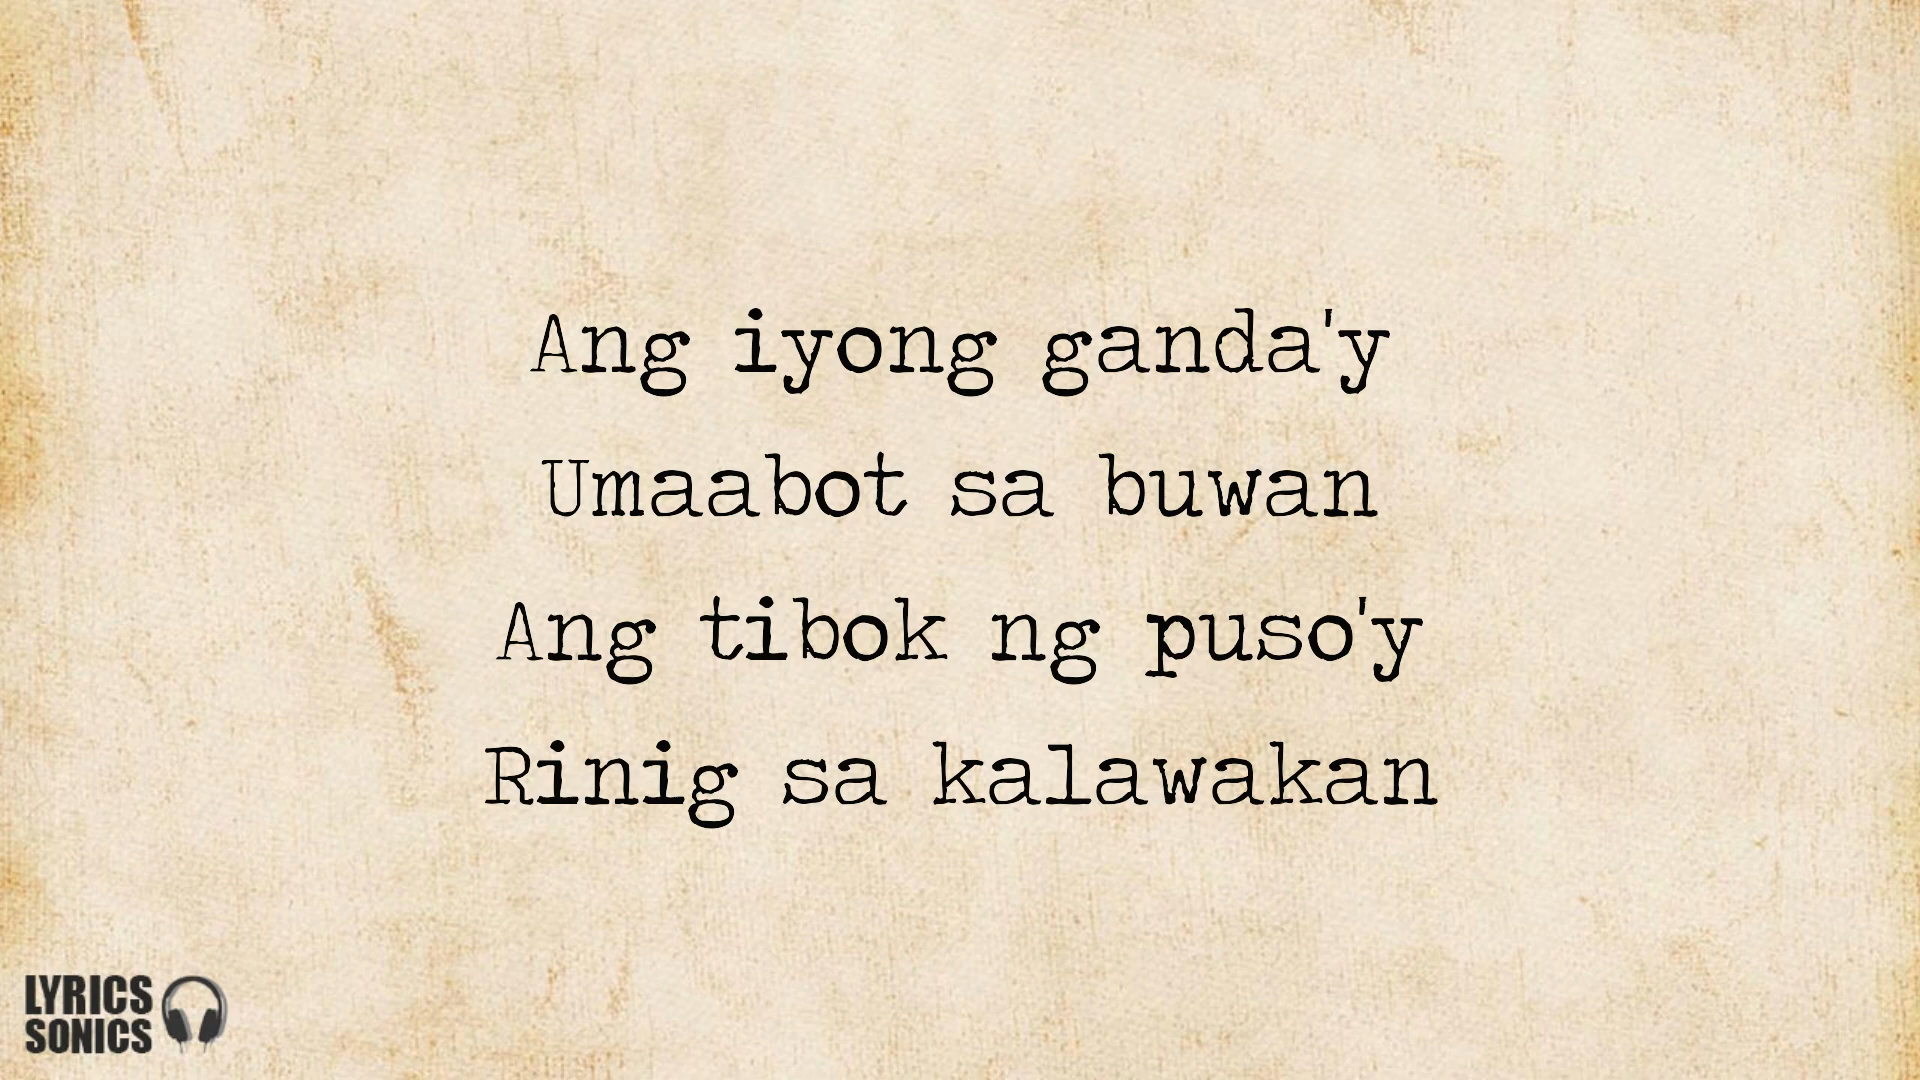 Ang iyong ganda'y
Umaabot sa buwan
Ang tibok ng puso'y
Rinig sa kalawakan
LYRICS
SONICS